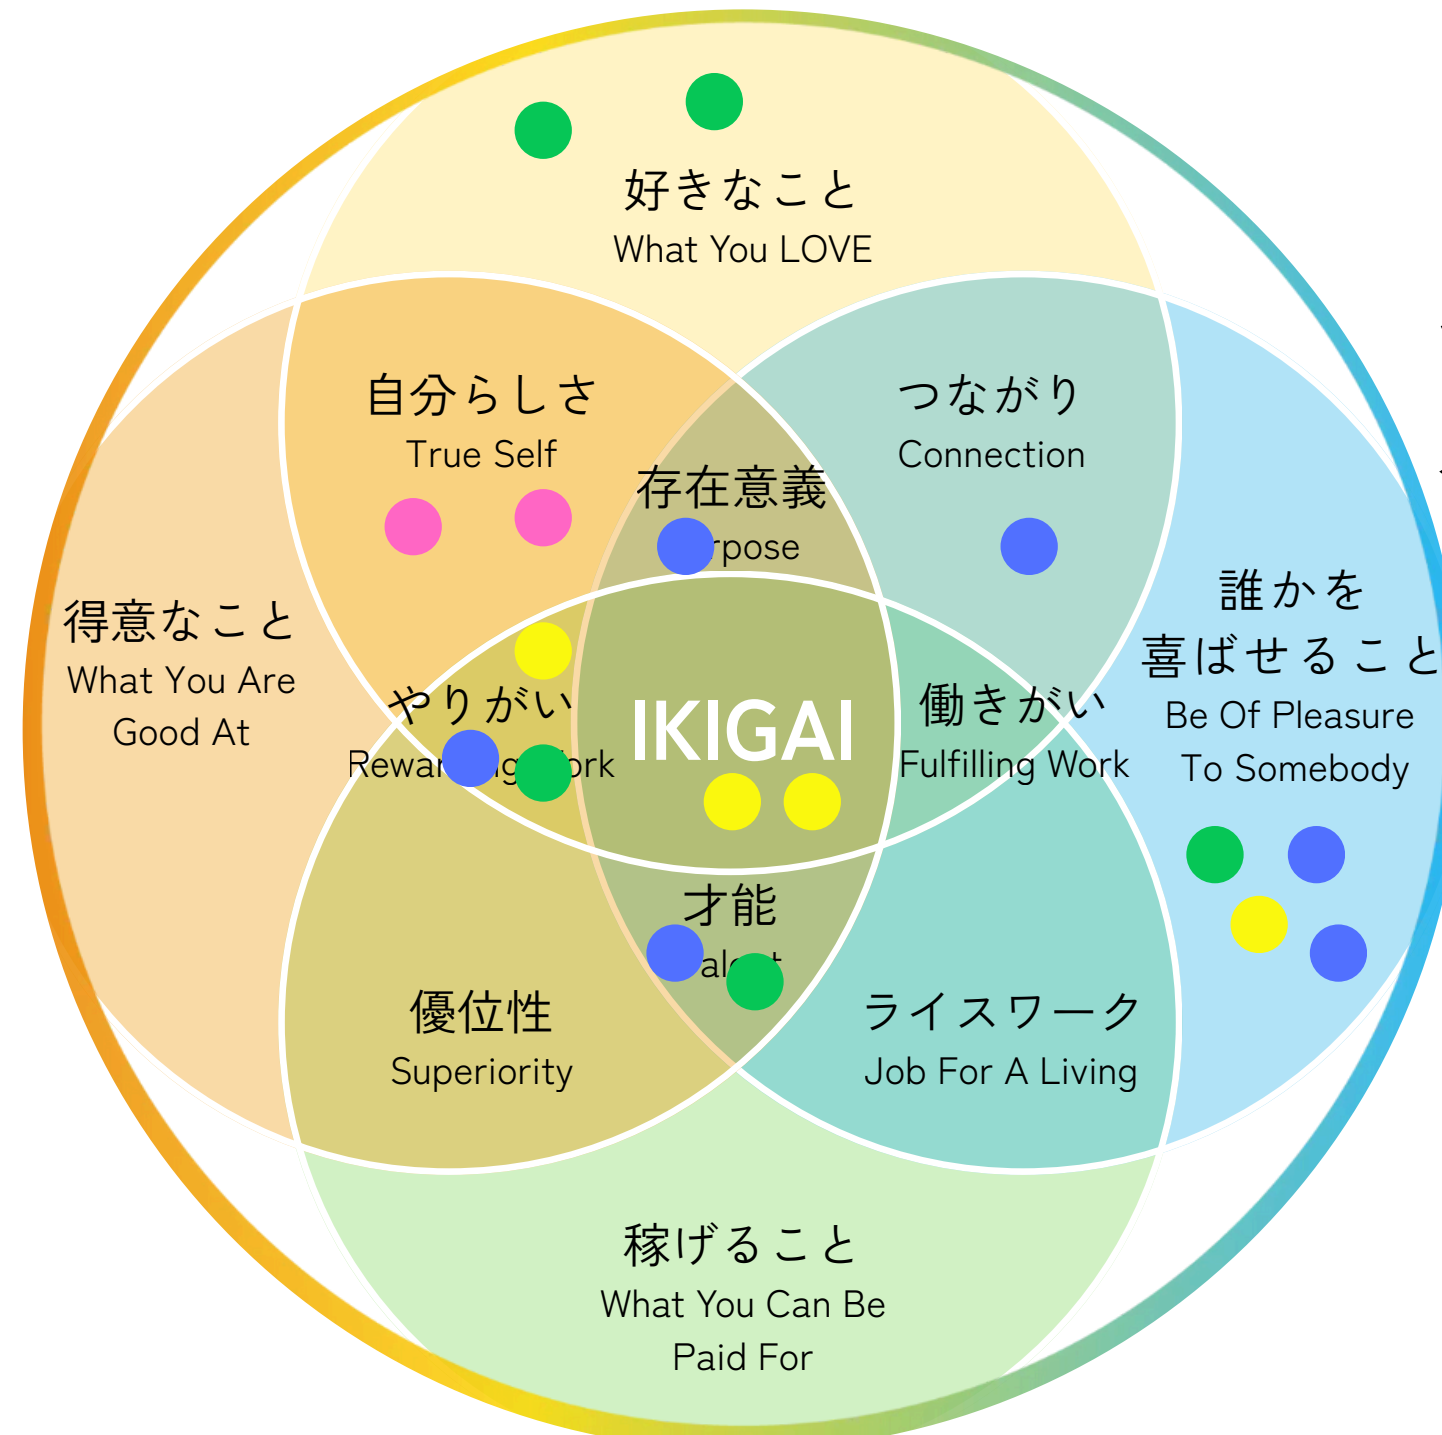 好きなこと
What You LOVE
自分らしさ
True Self
つながり
Connection
存在意義
得意なこと
What You Are
Good At
誰かを
喜ばせること
Be Of Pleasure
To Somebody
やりがい
IKIGAI
働きがい
Fulfilling Work
才能
優位性
Superiority
ライスワーク
Job For A Living
稼げること
What You Can Be
Paid For